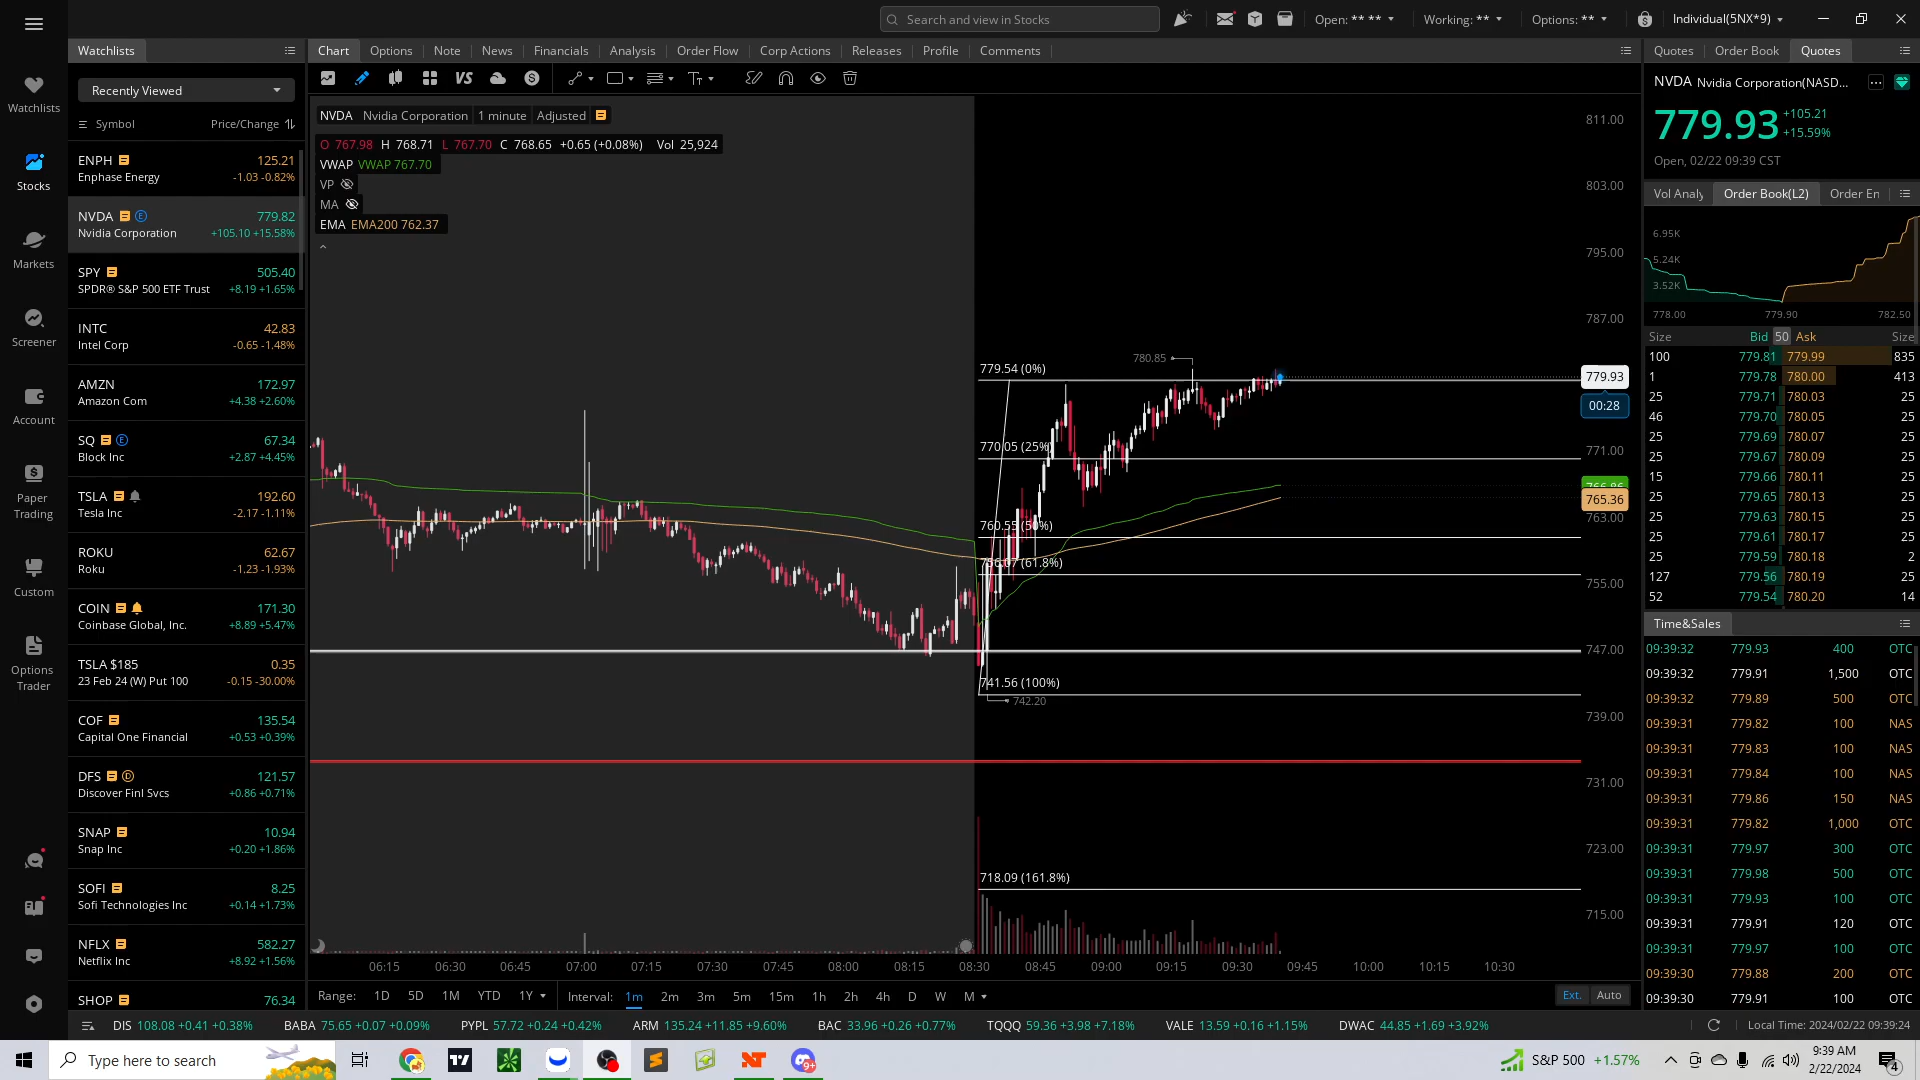 Search and view in Stocks
Open: ** **
Working: ** **
Options: **
Individual(5NX*9)
Watchlists
Chart
Options
Note
News
Financials
Analysis
Order Flow
Corp Actions
Releases
Profile
Comments
Quotes
Order Book
Quotes
Watchlists
Stocks
Markets
Screener
Account
Paper
Trading
Custom
Options
Trader
Recently Viewed
Symbol Price/Change
ENPH 125.21
Enphase Energy -1.03 -0.82%
NVDA 779.82
Nvidia Corporation +105.10 +15.58%
SPY 505.40
SPDR® S&P 500 ETF Trust +8.19 +1.65%
INTC 42.83
Intel Corp -0.65 -1.48%
AMZN 172.97
Amazon Com +4.38 +2.60%
SQ 67.34
Block Inc +2.87 +4.45%
TSLA 192.60
Tesla Inc -2.17 -1.11%
ROKU 62.67
Roku -1.23 -1.93%
COIN 171.30
Coinbase Global, Inc. +8.89 +5.47%
TSLA $185 0.35
23 Feb 24 (W) Put 100 -0.15 -30.00%
COF 135.54
Capital One Financial +0.53 +0.39%
DFS 121.57
Discover Finl Svcs +0.86 +0.71%
SNAP 10.94
Snap Inc +0.20 +1.86%
SOFI 8.25
Sofi Technologies Inc +0.14 +1.73%
NFLX 582.27
Netflix Inc +8.92 +1.56%
SHOP 76.34
VS
NVDA Nvidia Corporation 1 minute Adjusted
O 767.98 H 768.71 L 767.70 C 768.65 +0.65 (+0.08%) Vol 25,924
VWAP VWAP 767.70
VP
MA
EMA EMA200 762.37
780.85
779.54 (0%)
770.05 (25%)
760.55 (50%)
(61.8%)
741.56 (100%)
742.20
718.09 (161.8%)
811.00
803.00
795.00
787.00
779.93
00:28
771.00
765.36
763.00
755.00
747.00
739.00
731.00
723.00
715.00
06:15 06:30 06:45 07:00 07:15 07:30 07:45 08:00 08:15 08:30 08:45 09:00 09:15 09:30 09:45 10:00 10:15 10:30
Range: 1D 5D 1M YTD 1Y Interval: 1m 2m 3m 5m 15m 1h 2h 4h D W M Ext. Auto
NVDA Nvidia Corporation(NASD...
779.93 +105.21
+15.59%
Open, 02/22 09:39 CST
Vol Analy Order Book(L2) Order En
6.95K
5.24K
3.52K
778.00 779.90 782.50
Size Bid 50 Ask Size
100 779.81 779.99 835
1 779.78 780.00 413
25 779.71 780.03 25
46 779.70 780.05 25
25 779.69 780.07 25
25 779.67 780.09 25
15 779.66 780.11 25
25 779.65 780.13 25
25 779.63 780.15 25
25 779.61 780.17 25
25 779.59 780.18 2
127 779.56 780.19 25
52 779.54 780.20 14
Time&Sales
09:39:32 779.93 400 OTC
09:39:32 779.91 1,500 OTC
09:39:32 779.89 500 OTC
09:39:31 779.82 100 NAS
09:39:31 779.83 100 NAS
09:39:31 779.84 100 NAS
09:39:31 779.86 150 NAS
09:39:31 779.82 1,000 OTC
09:39:31 779.97 300 OTC
09:39:31 779.98 500 OTC
09:39:31 779.93 100 OTC
09:39:31 779.91 120 OTC
09:39:31 779.97 100 OTC
09:39:30 779.88 200 OTC
09:39:30 779.91 100 OTC
DIS 108.08 +0.41 +0.38% BABA 75.65 +0.07 +0.09% PYPL 57.72 +0.24 +0.42% ARM 135.24 +11.85 +9.60% BAC 33.96 +0.26 +0.77% TQQQ 59.36 +3.98 +7.18% VALE 13.59 +0.16 +1.15% DWAC 44.85 +1.69 +3.92% Local Time: 2024/02/22 09:39:24
Type here to search
9+
S&P 500 +1.57%
9:39 AM
2/22/2024
4